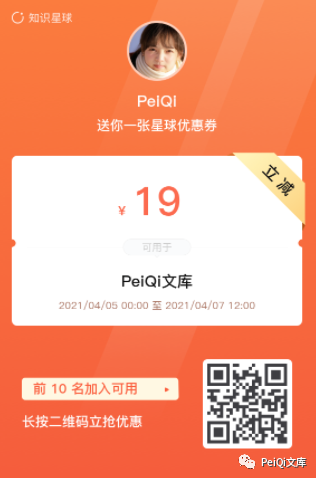 知识星球
PeiQi
送你一张星球优惠券
立减
¥ 19
可用于
PeiQi文库
2021/04/05 00:00 至 2021/04/07 12:00
前 10 名加入可用
长按二维码立抢优惠
PeiQi文库